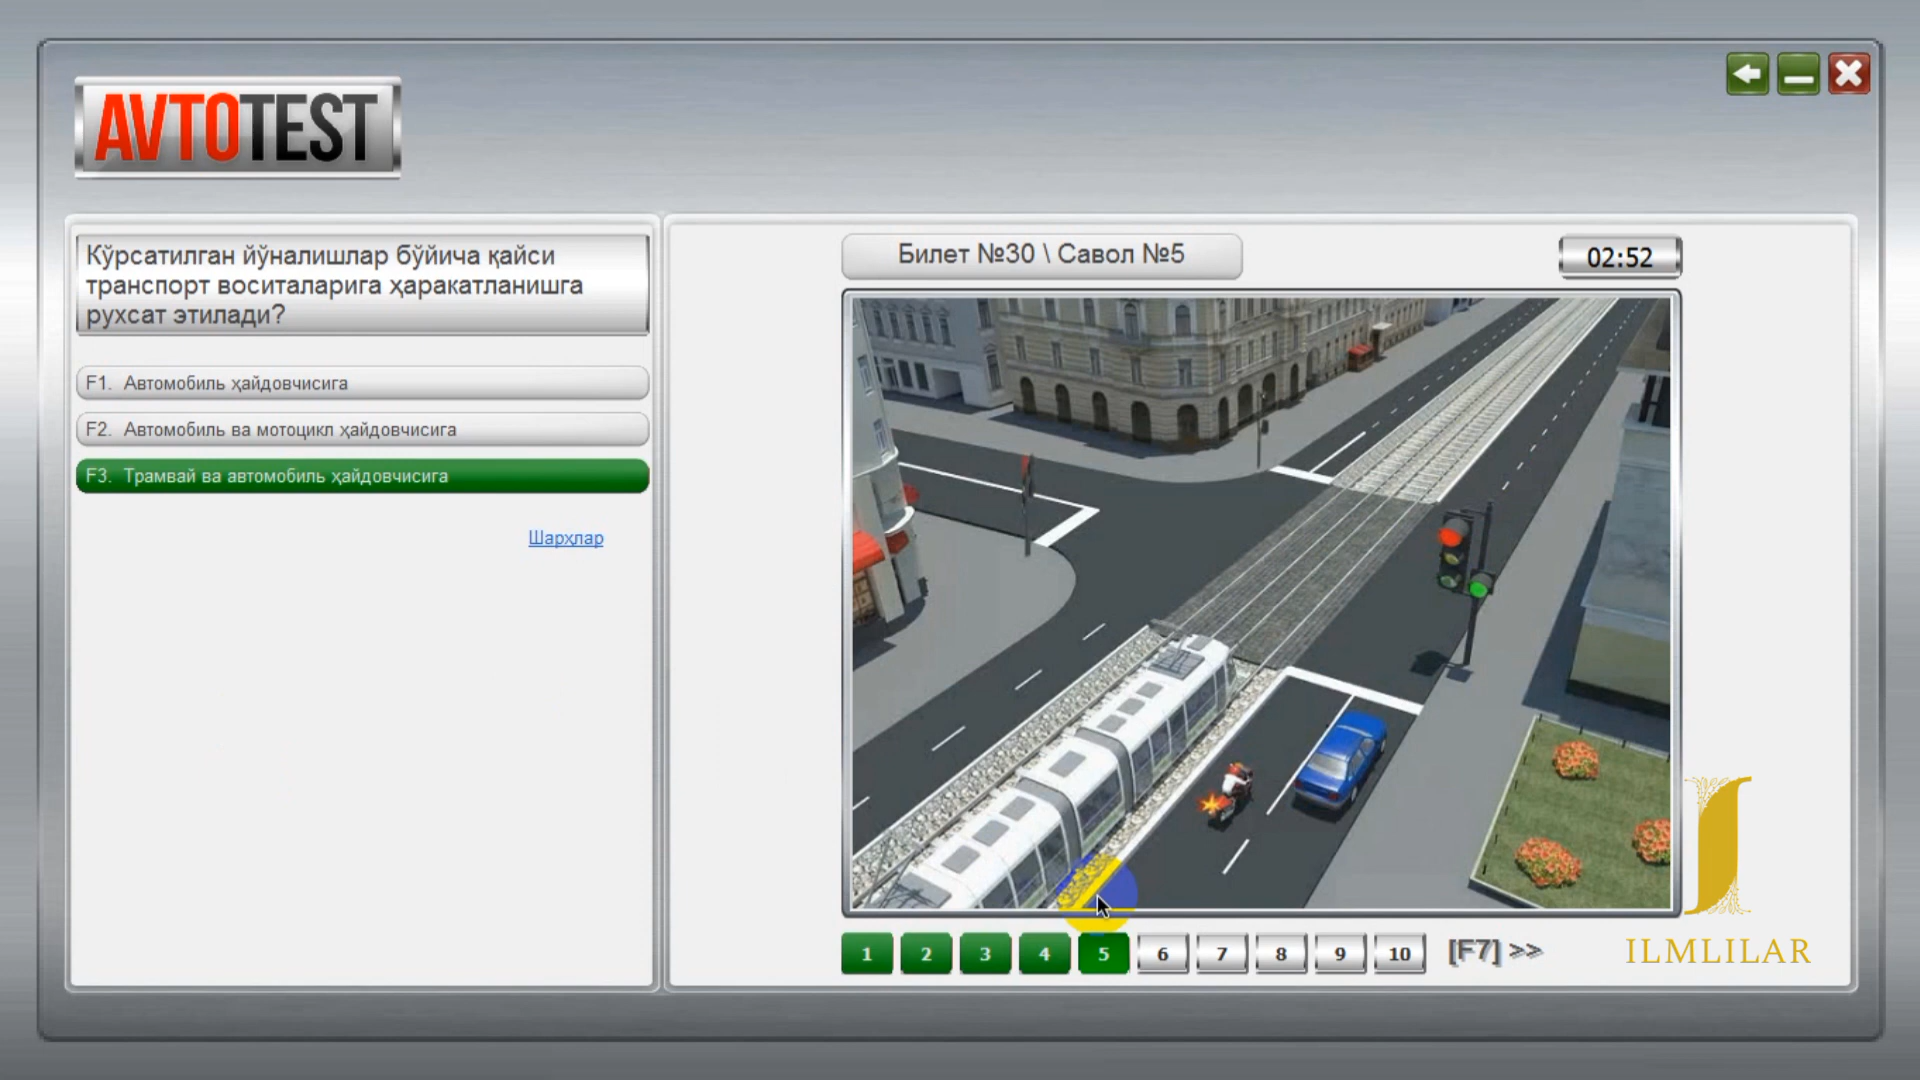 AVTOTEST
Кўрсатилган йўналишлар бўйича қайси
транспорт воситаларига ҳаракатланишга
рухсат этилади?
F1. Автомобиль ҳайдовчисига
F2. Автомобиль ва мотоцикл ҳайдовчисига
F3. Трамвай ва автомобиль ҳайдовчисига
Шарҳлар
Билет №30 \ Савол №5
02:52
1 2 3 4 5 6 7 8 9 10 [F7] >>
ILMLILAR